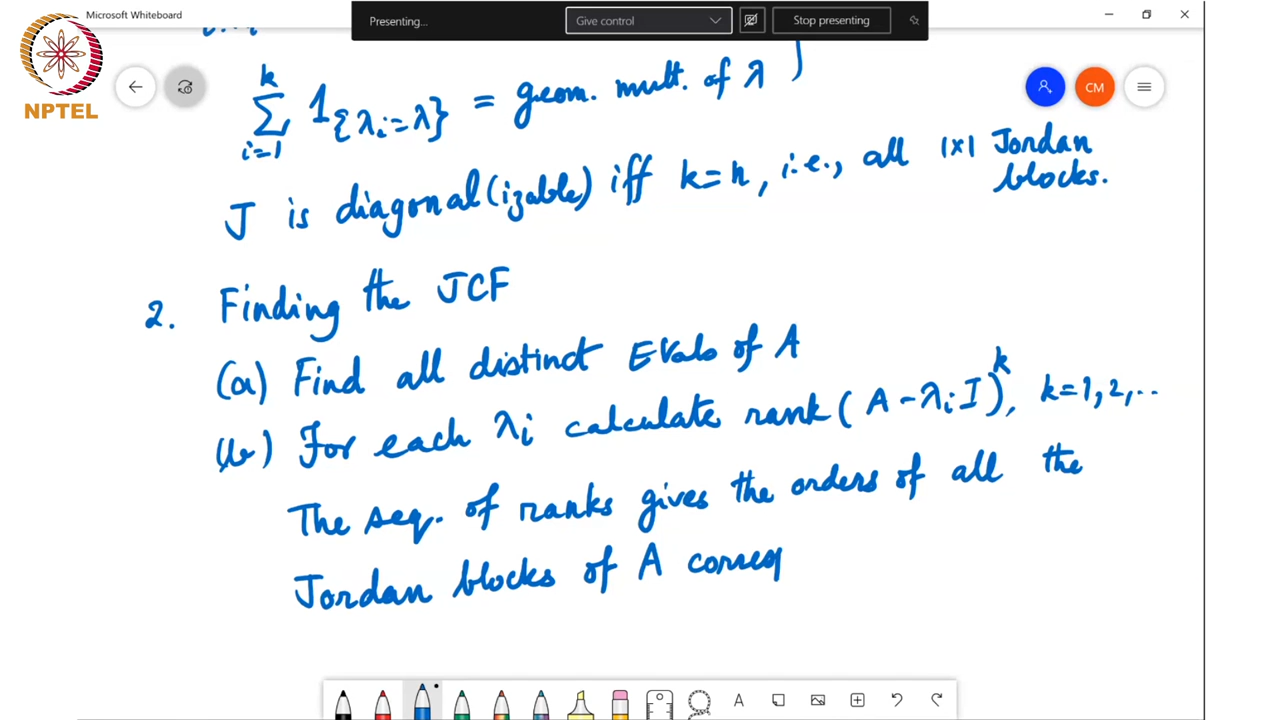 Microsoft Whiteboard
Presenting...
Give control
Stop presenting
NPTEL
CM
k
∑ 1{λi=λ} = geom. mult. of λ )
i=1
J is diagonal(izable) iff k=n, i.e., all 1x1 Jordan
blocks.
2. Finding the JCF
(a) Find all distinct Evals of A
(b) For each λi calculate rank(A-λiI)^k, k=1,2,..
The seq. of ranks gives the orders of all the
Jordan blocks of A corresp
A